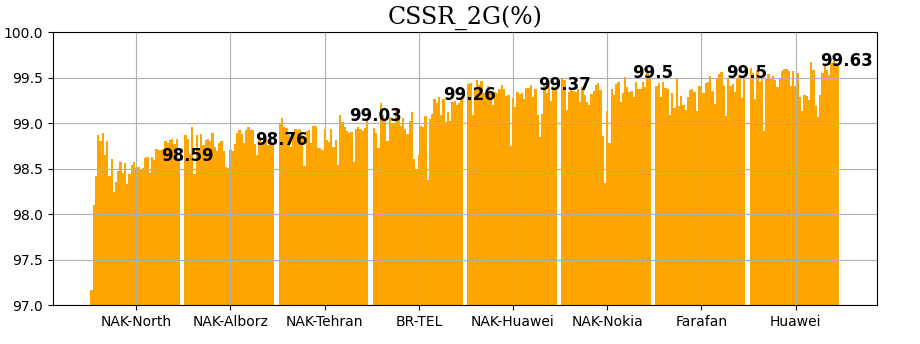 CSSR_2G(%)
100.0
99.5
99.0
98.5
98.0
97.5
97.0
98.59
98.76
99.03
99.26
99.37
99.5
99.5
99.63
NAK-North
NAK-Alborz
NAK-Tehran
BR-TEL
NAK-Huawei
NAK-Nokia
Farafan
Huawei